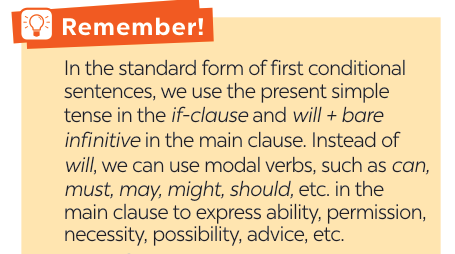 Remember!
In the standard form of first conditional
sentences, we use the present simple
tense in the if-clause and will + bare
infinitive in the main clause. Instead of
will, we can use modal verbs, such as can,
must, may, might, should, etc. in the
main clause to express ability, permission,
necessity, possibility, advice, etc.